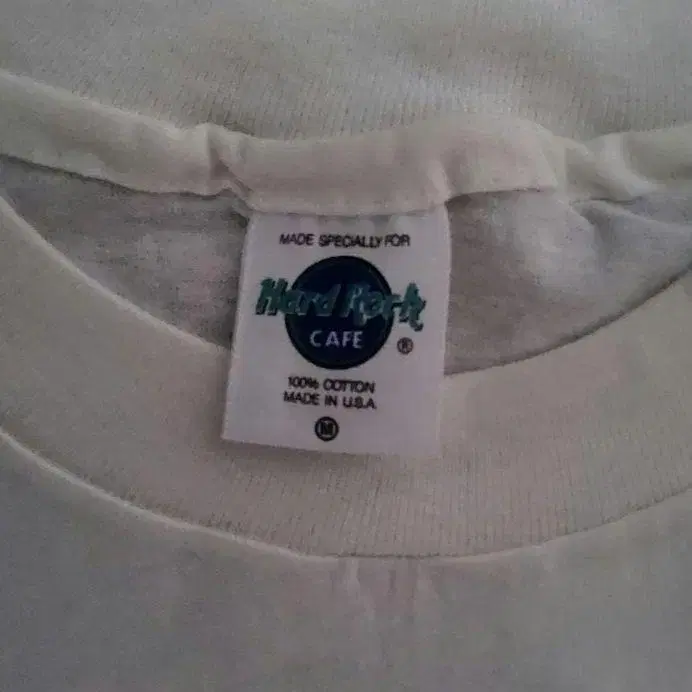 MADE SPECIALLY FOR
Hard Rock
CAFE
®
100% COTTON
MADE IN U.S.A.
M